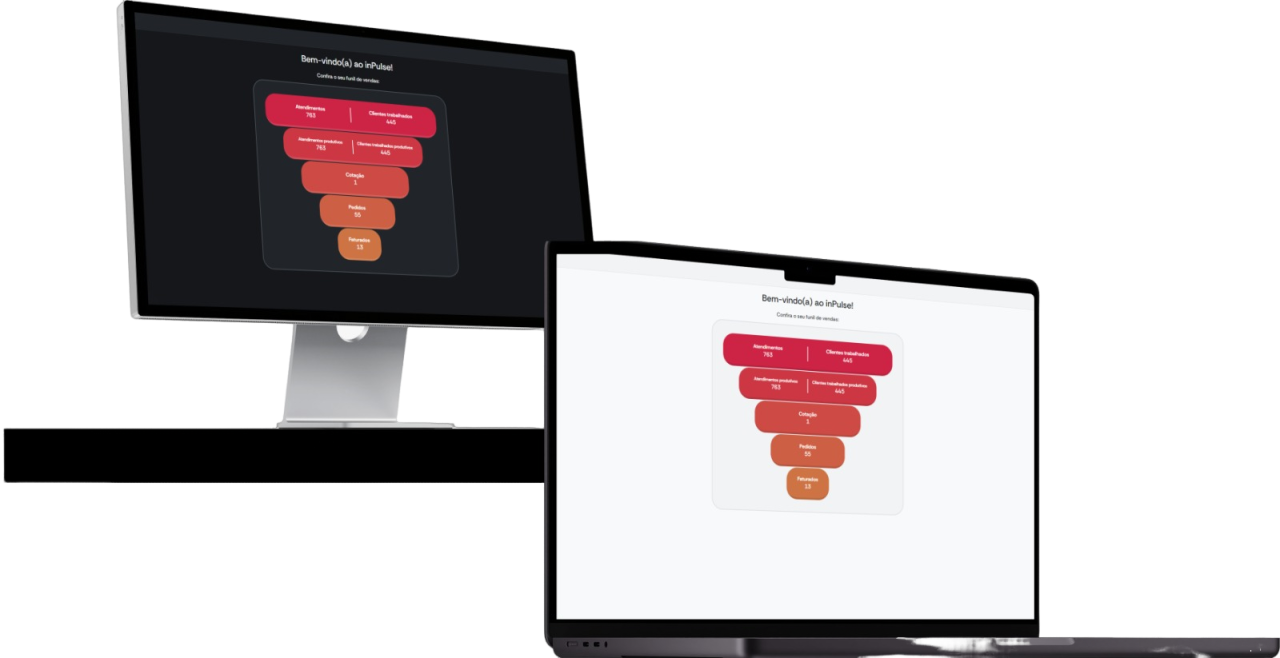 Bem-vindo(a) ao inPulse!
Confira o seu funil de vendas:
Atendimentos
763
Clientes trabalhados
445
Atendimentos produtivos
763
Clientes trabalhados produtivos
445
Cotação
1
Pedidos
55
Faturados
13
Bem-vindo(a) ao inPulse!
Confira o seu funil de vendas:
Atendimentos
763
Clientes trabalhados
445
Atendimentos produtivos
763
Clientes trabalhados produtivos
445
Cotação
1
Pedidos
55
Faturados
13